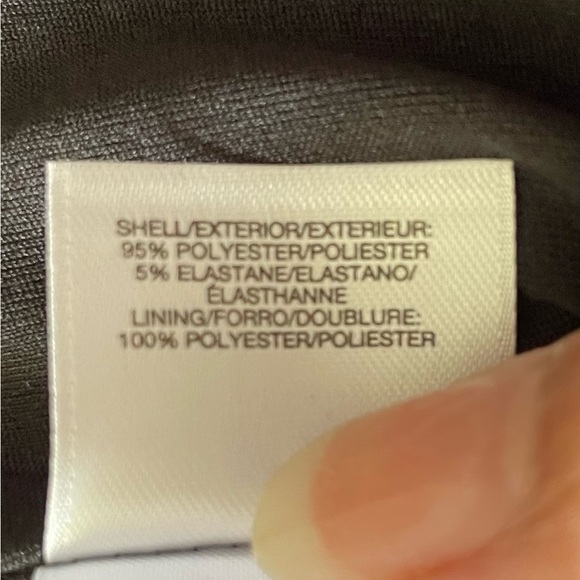 SHELL/EXTERIOR/EXTERIEUR:
95% POLYESTER/POLIESTER
5% ELASTANE/ELASTANO/
ÉLASTHANNE
LINING/FORRO/DOUBLURE:
100% POLYESTER/POLIESTER